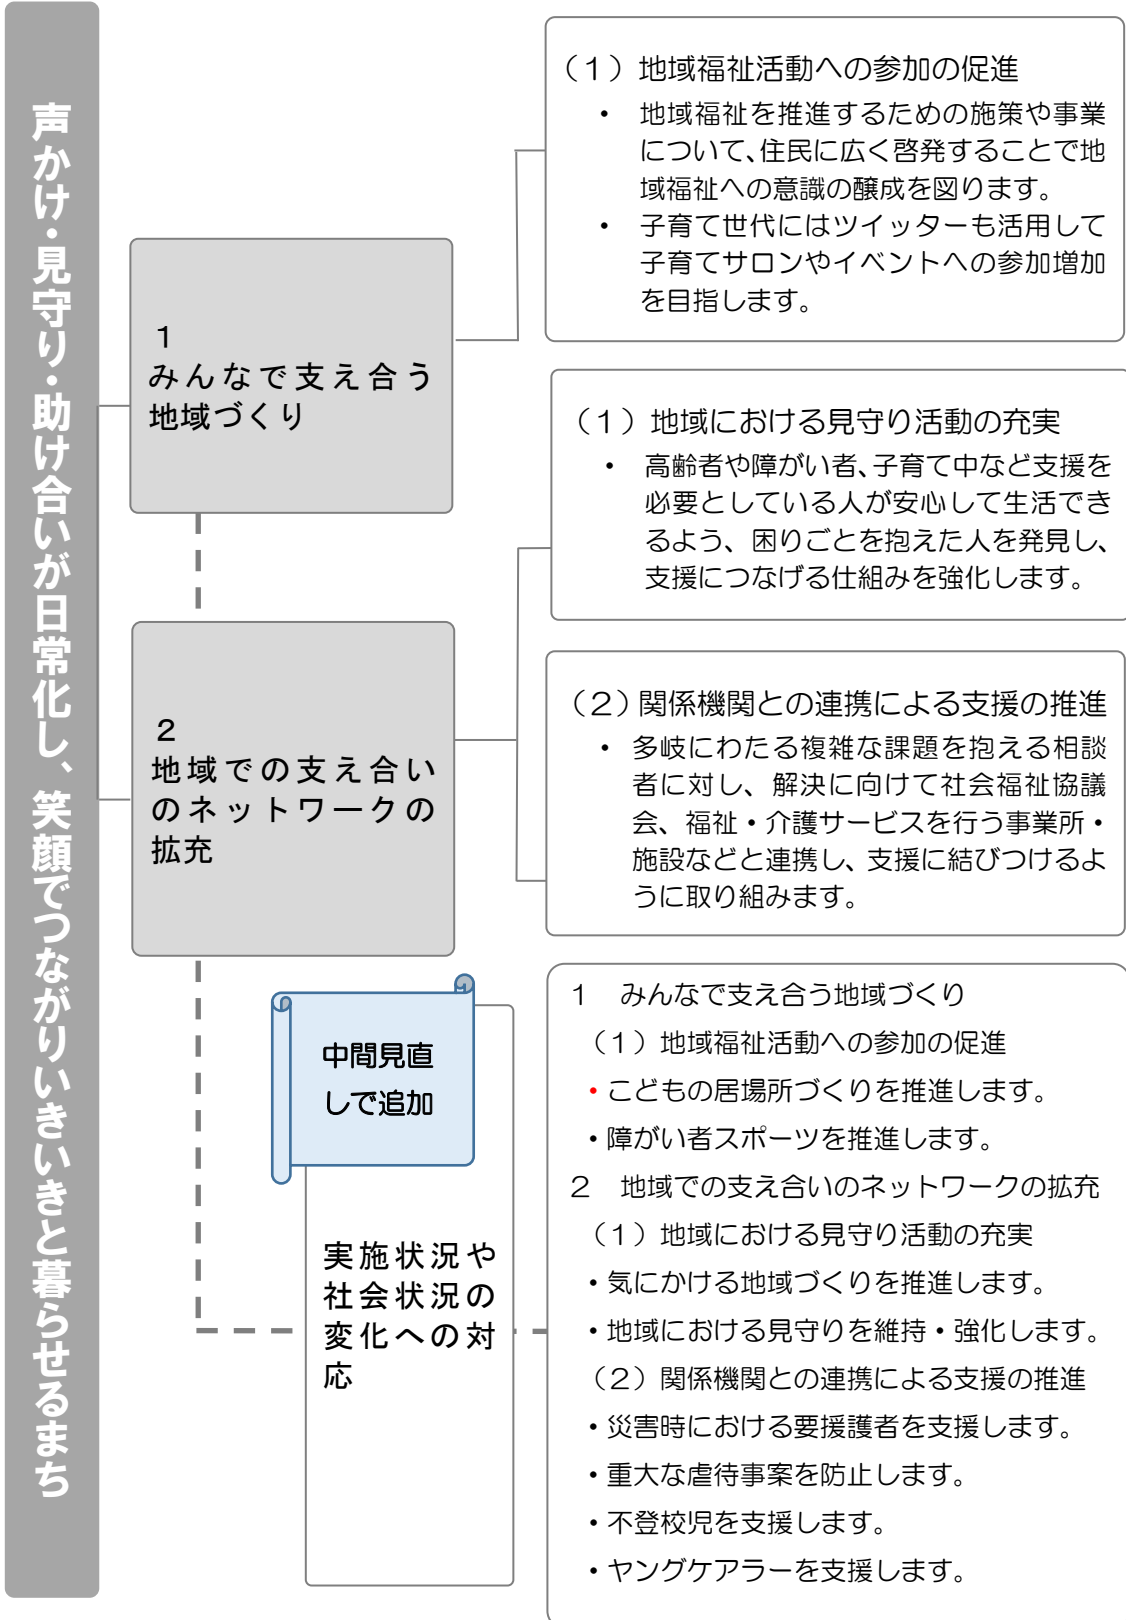 声かけ・見守り・助け合いが日常化し、笑顔でつながりいきいきと暮らせるまち
1
みんなで支え合う
地域づくり
（1）地域福祉活動への参加の促進
・ 地域福祉を推進するための施策や事業
について、住民に広く啓発することで地
域福祉への意識の醸成を図ります。
・ 子育て世代にはツイッターも活用して
子育てサロンやイベントへの参加増加
を目指します。
2
地域での支え合い
のネットワークの
拡充
（1）地域における見守り活動の充実
・ 高齢者や障がい者、子育て中など支援を
必要としている人が安心して生活でき
るよう、困りごとを抱えた人を発見し、
支援につなげる仕組みを強化します。
（2）関係機関との連携による支援の推進
・ 多岐にわたる複雑な課題を抱える相談
者に対し、解決に向けて社会福祉協議
会、福祉・介護サービスを行う事業所・
施設などと連携し、支援に結びつけるよ
うに取り組みます。
中間見直
しで追加
実施状況や
社会状況の
変化への対
応
1　みんなで支え合う地域づくり
（1）地域福祉活動への参加の促進
・こどもの居場所づくりを推進します。
・障がい者スポーツを推進します。
2　地域での支え合いのネットワークの拡充
（1）地域における見守り活動の充実
・気にかける地域づくりを推進します。
・地域における見守りを維持・強化します。
（2）関係機関との連携による支援の推進
・災害時における要援護者を支援します。
・重大な虐待事案を防止します。
・不登校児を支援します。
・ヤングケアラーを支援します。